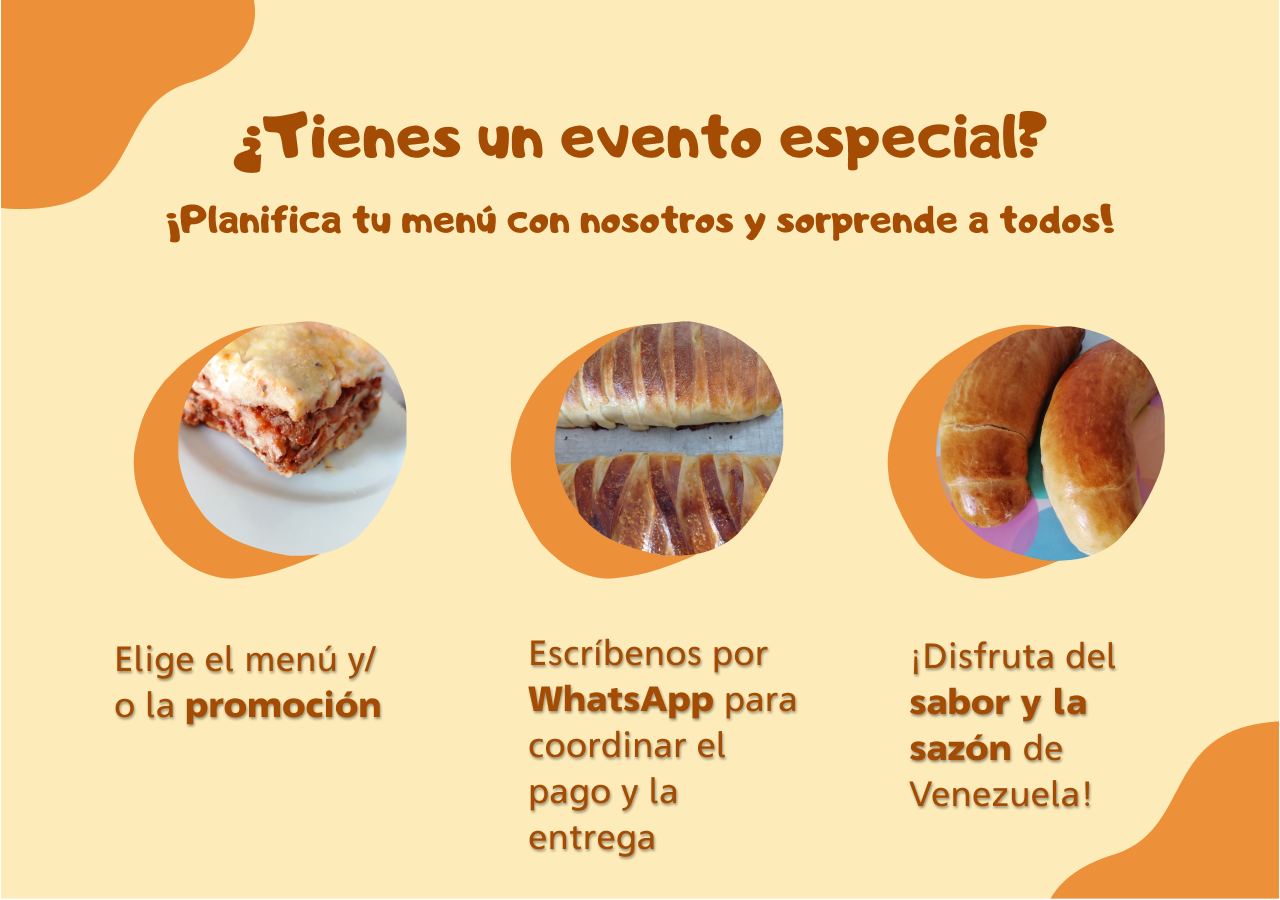 ¿Tienes un evento especial?
¡Planifica tu menú con nosotros y sorprende a todos!
Elige el menú y/
o la promoción
Escríbenos por
WhatsApp para
coordinar el
pago y la
entrega
¡Disfruta del
sabor y la
sazón de
Venezuela!